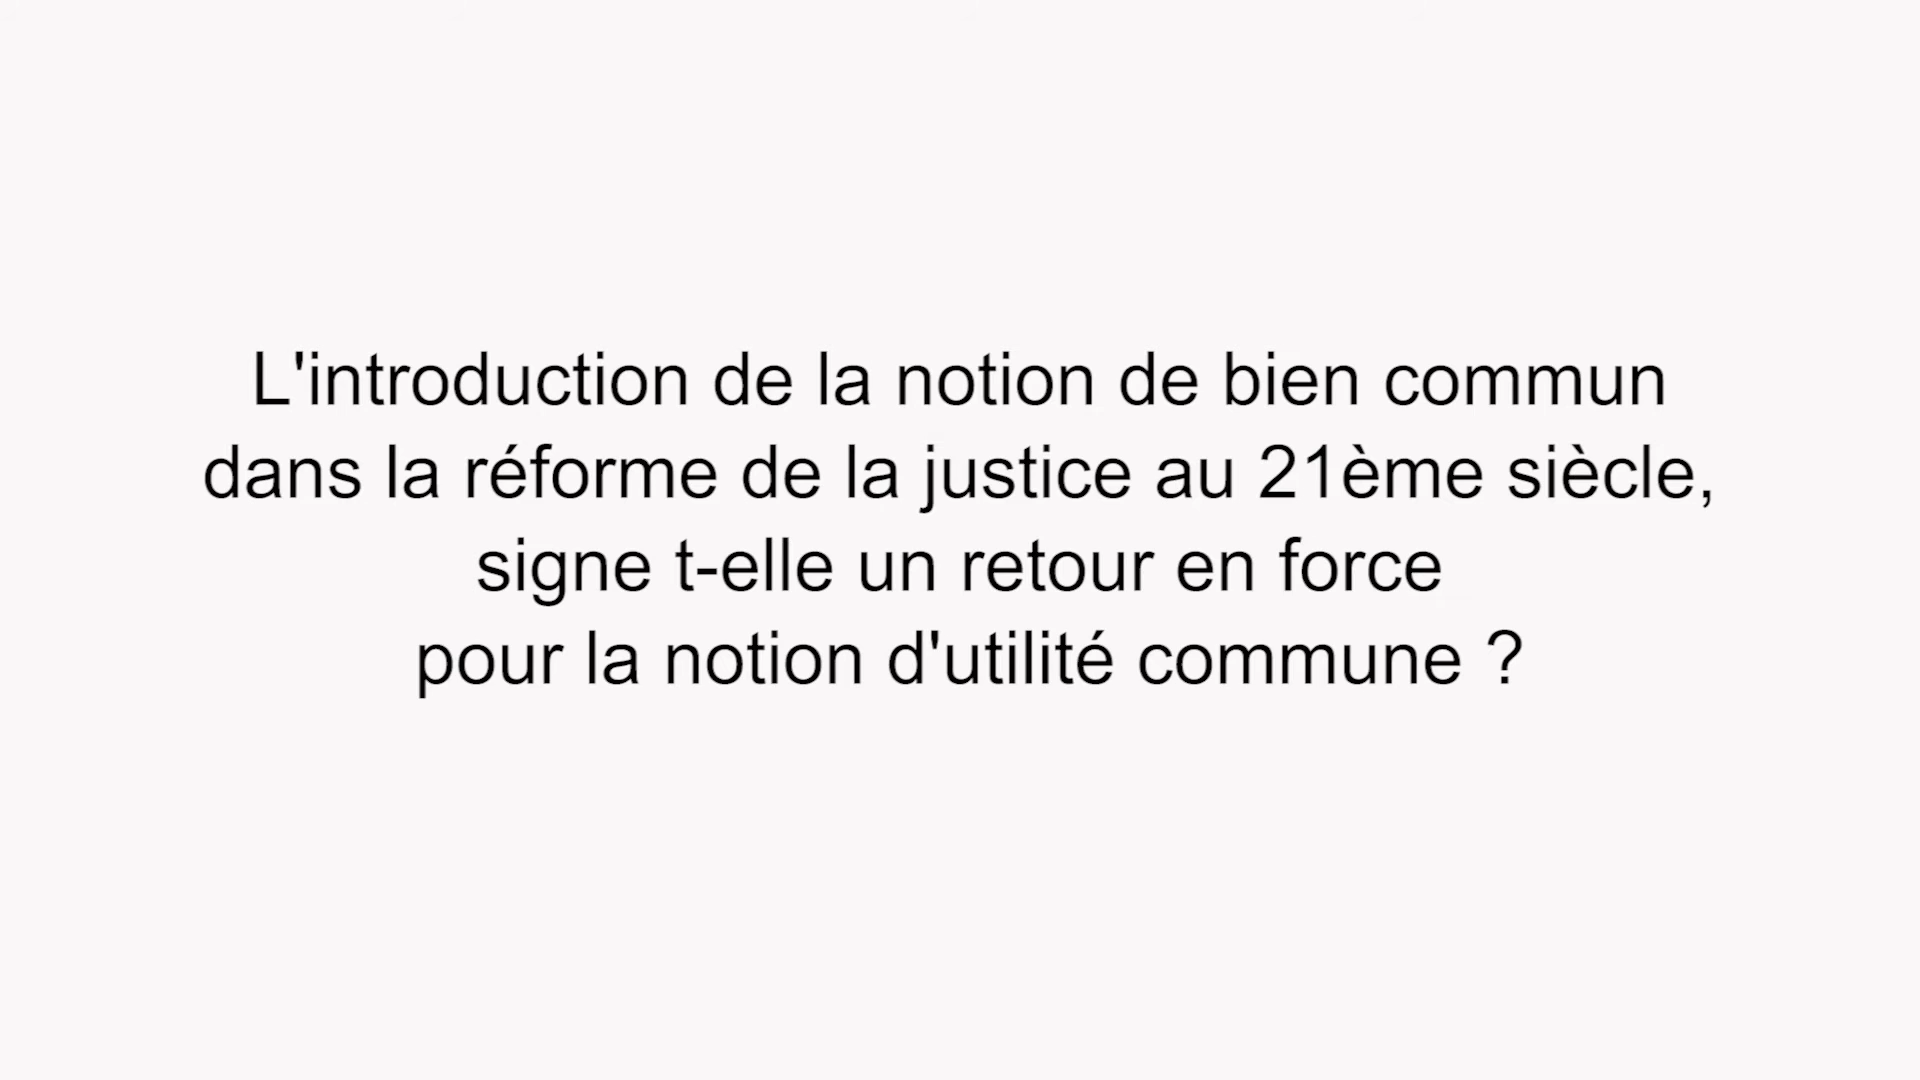 L'introduction de la notion de bien commun
dans la réforme de la justice au 21ème siècle,
signe t-elle un retour en force
pour la notion d'utilité commune ?